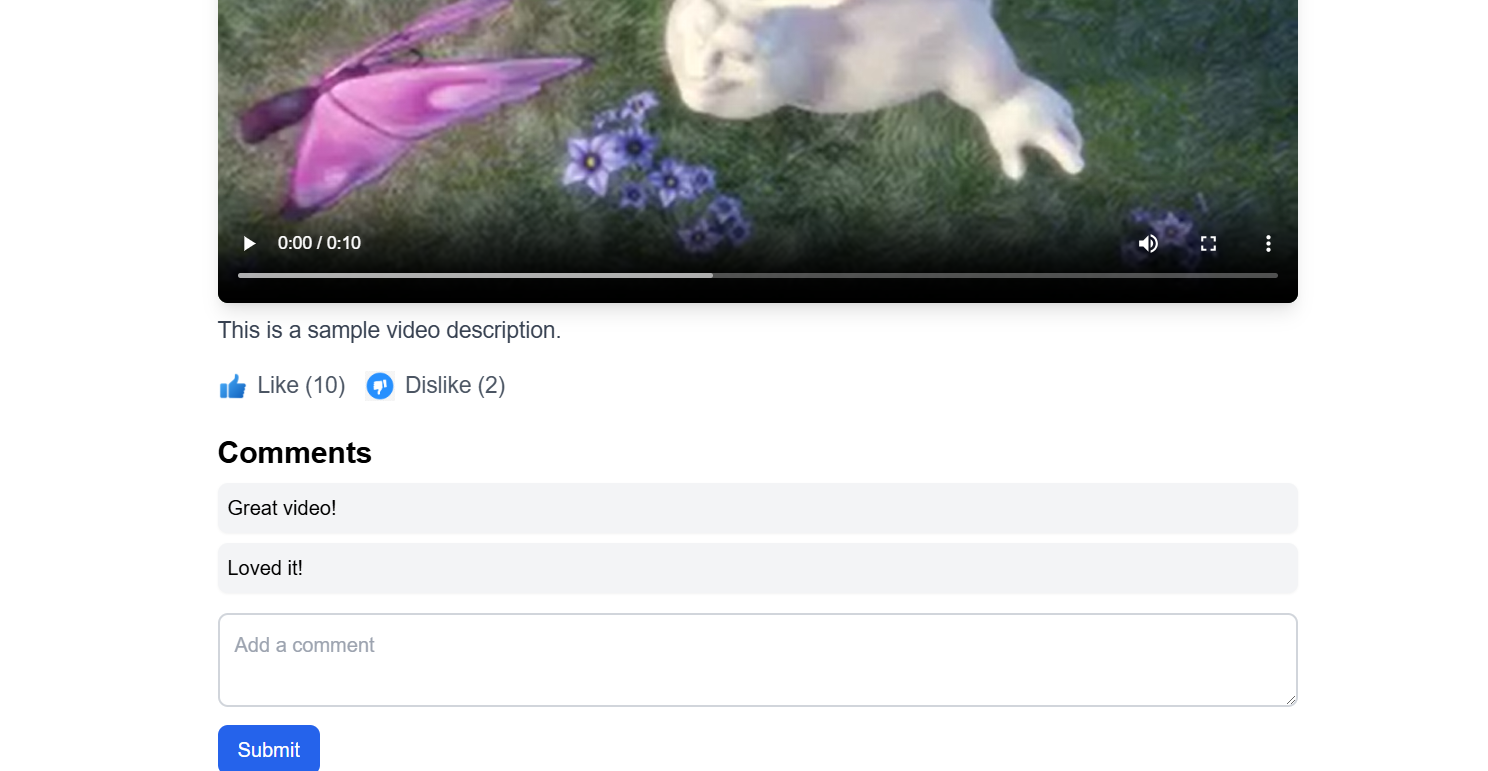 0:00 / 0:10
This is a sample video description.
Like (10) Dislike (2)
Comments
Great video!
Loved it!
Add a comment
Submit